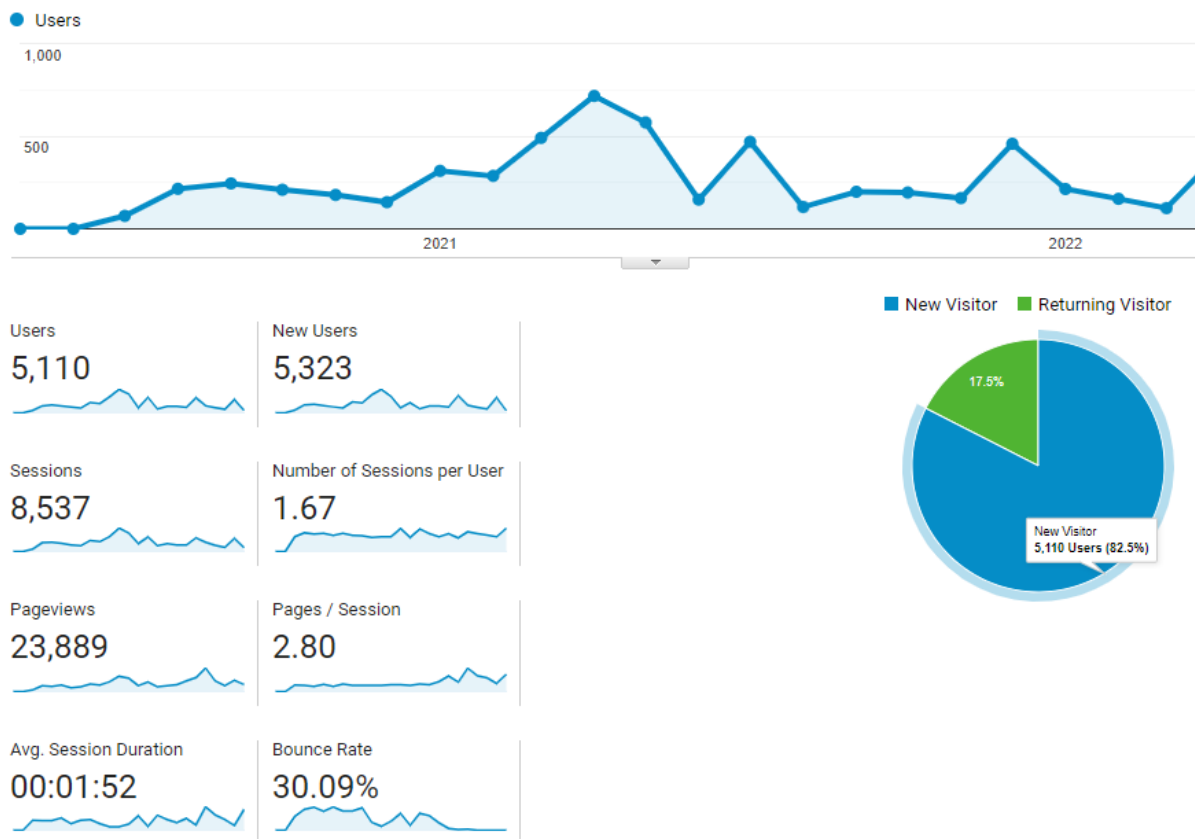 Users
1,000
500
2021
2022
New Visitor
Returning Visitor
Users
New Users
5,110
5,323
17.5%
Sessions
Number of Sessions per User
8,537
1.67
New Visitor
5,110 Users (82.5%)
Pageviews
Pages / Session
23,889
2.80
Avg. Session Duration
Bounce Rate
00:01:52
30.09%